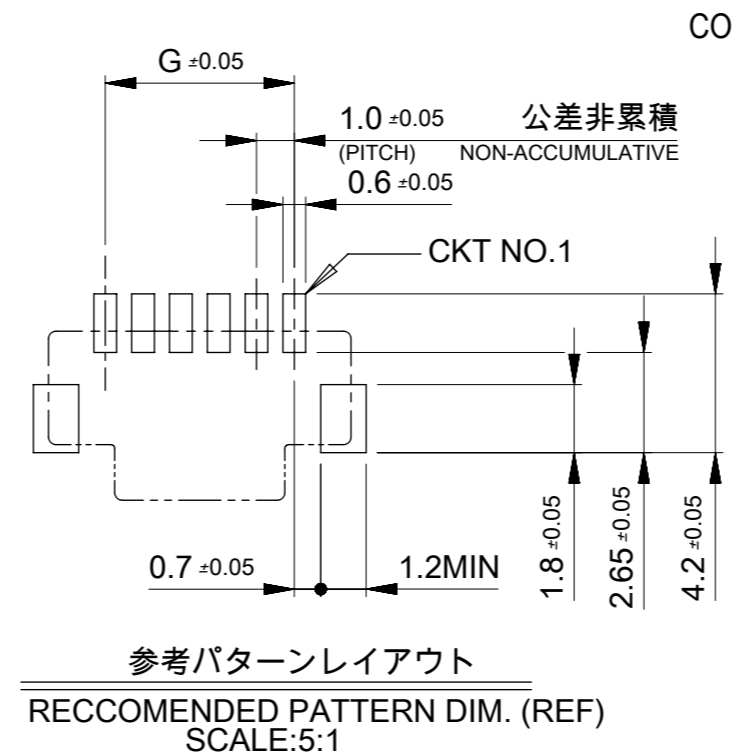 CO
G ±0.05
1.0 ±0.05 公差非累積
(PITCH) NON-ACCUMULATIVE
0.6 ±0.05
CKT NO.1
1.8 ±0.05
2.65 ±0.05
4.2 ±0.05
0.7 ±0.05 1.2MIN
参考パターンレイアウト
RECCOMENDED PATTERN DIM. (REF)
SCALE:5:1